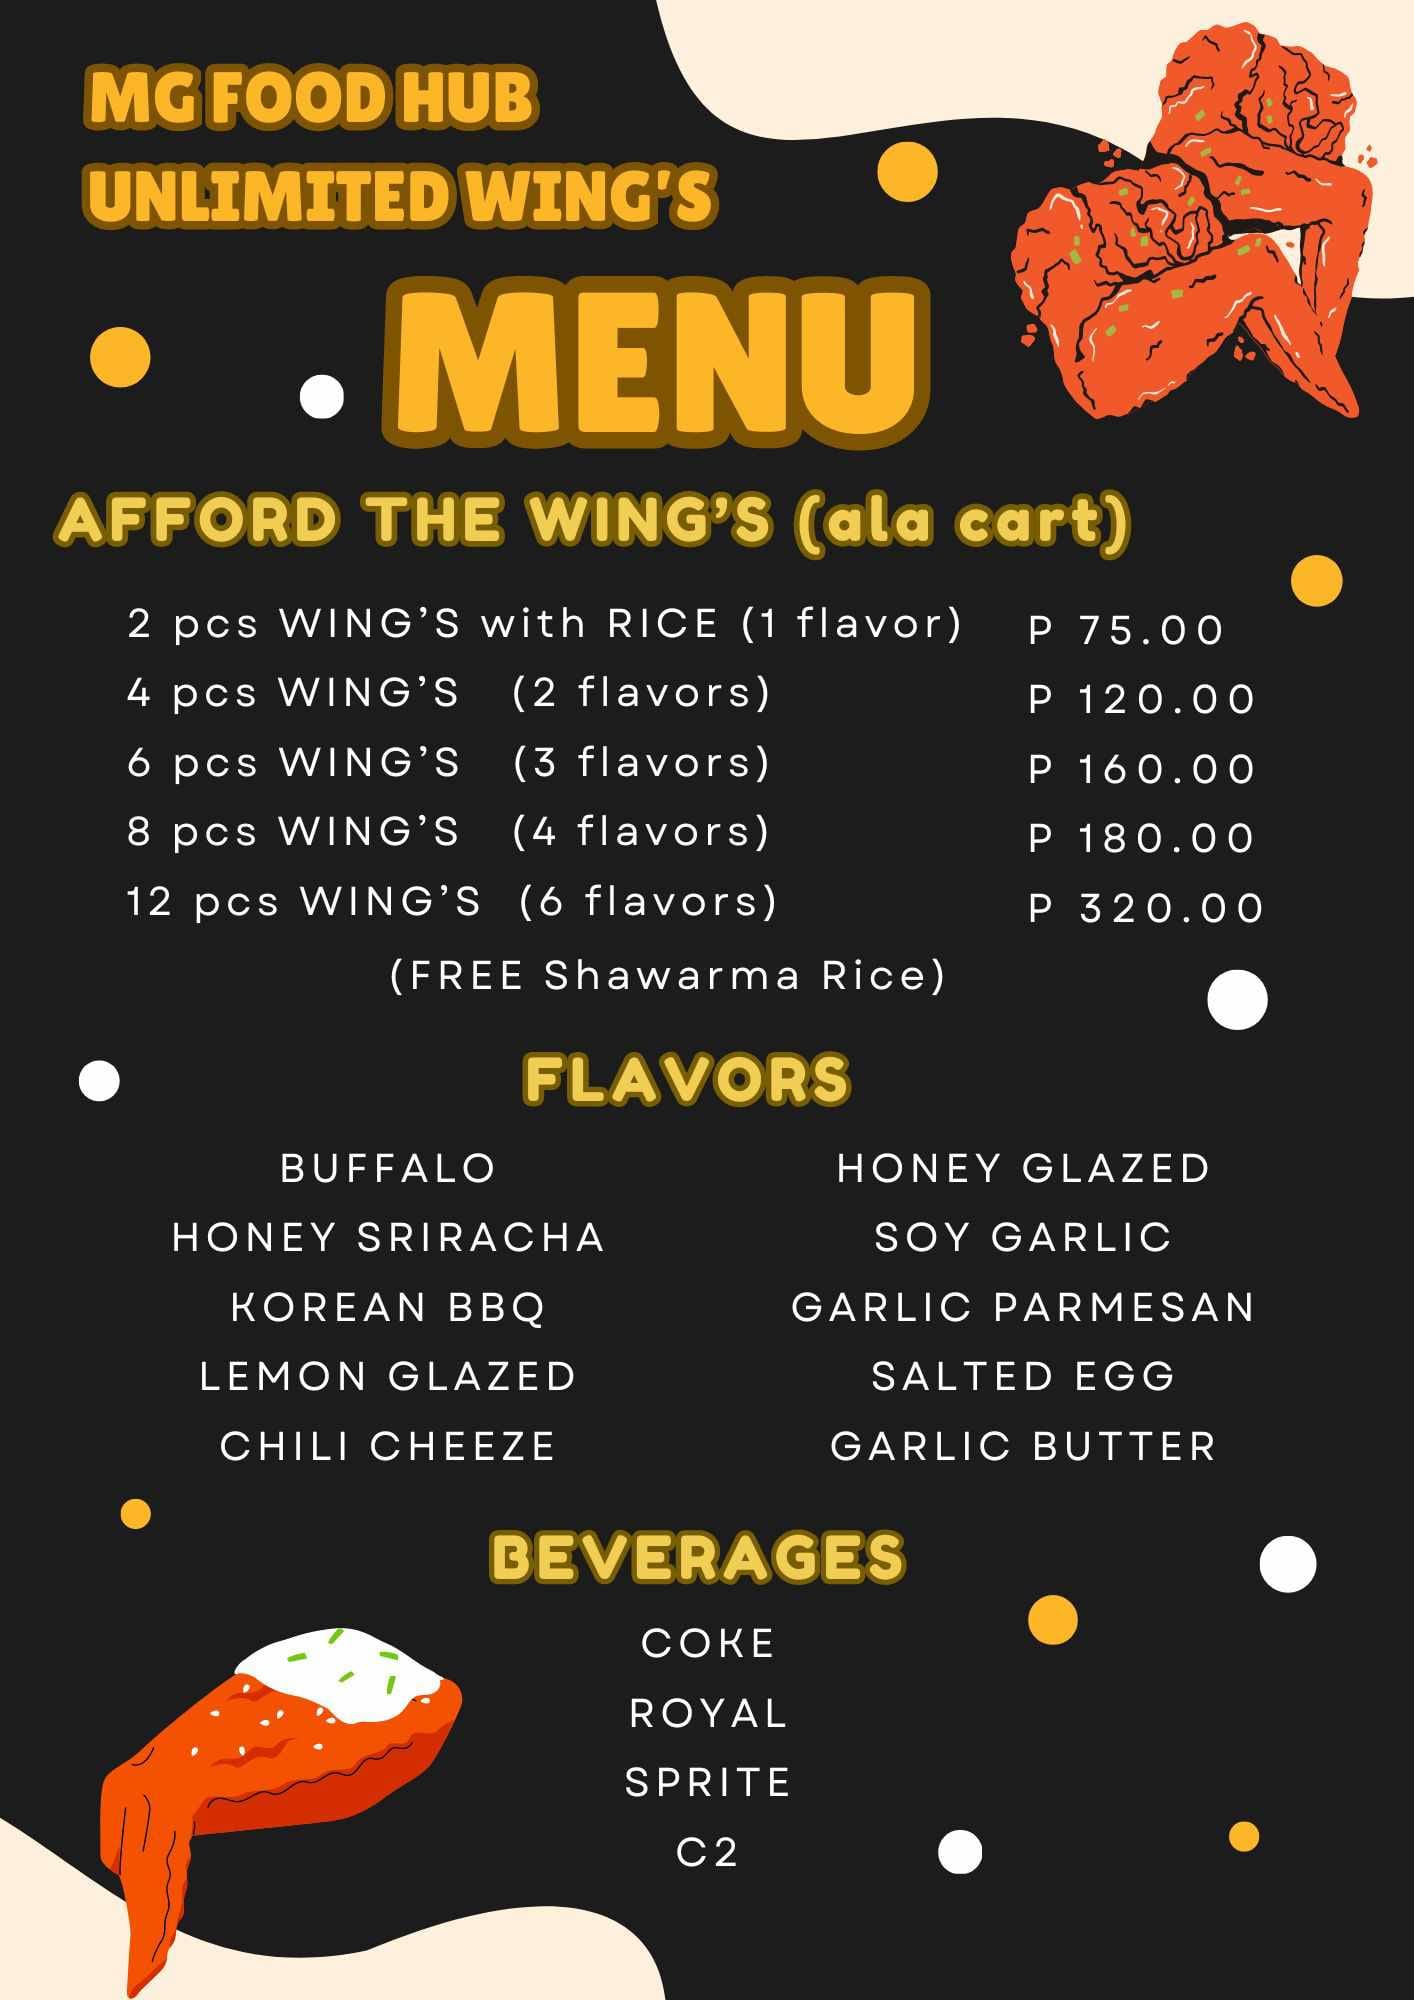 MG FOOD HUB
UNLIMITED WING'S
MENU
AFFORD THE WING’S (ala cart)
2 pcs WING’S with RICE (1 flavor) P 75.00
4 pcs WING’S (2 flavors) P 120.00
6 pcs WING’S (3 flavors) P 160.00
8 pcs WING’S (4 flavors) P 180.00
12 pcs WING’S (6 flavors) P 320.00
(FREE Shawarma Rice)
FLAVORS
BUFFALO HONEY GLAZED
HONEY SRIRACHA SOY GARLIC
KOREAN BBQ GARLIC PARMESAN
LEMON GLAZED SALTED EGG
CHILI CHEEZE GARLIC BUTTER
BEVERAGES
COKE
ROYAL
SPRITE
C2